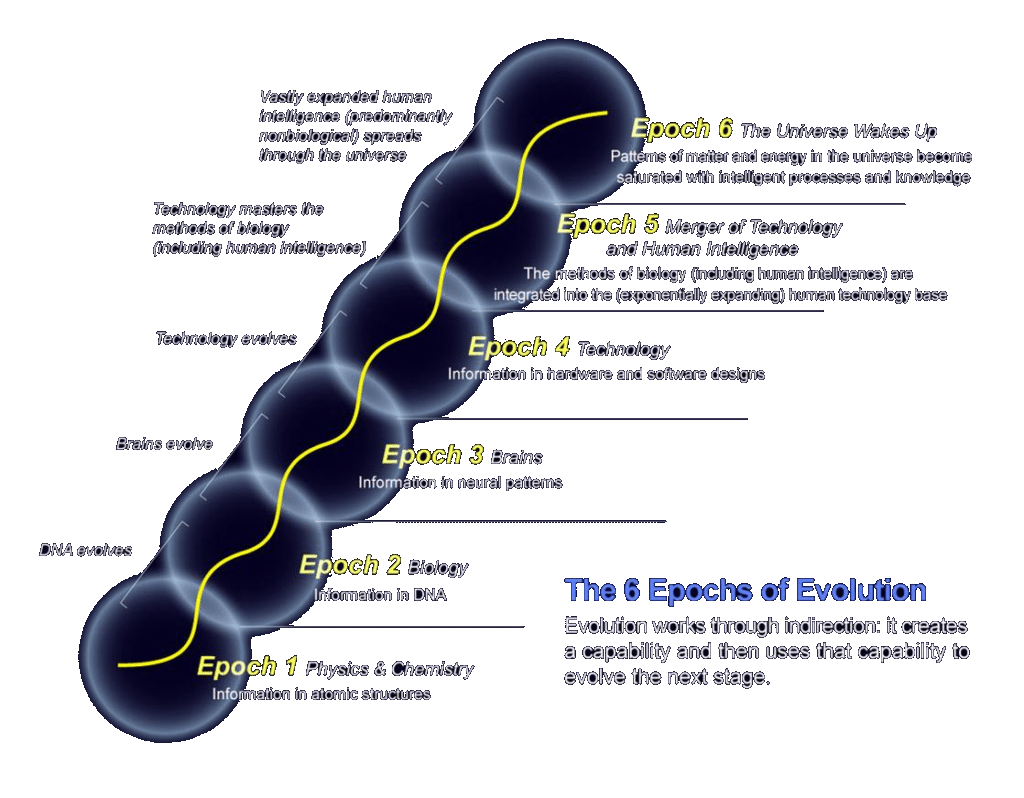 Vastly expanded human
intelligence (predominantly
nonbiological) spreads
through the universe
Epoch 6 The Universe Wakes Up
Patterns of matter and energy in the universe become
saturated with intelligent processes and knowledge
Technology masters the
methods of biology
(including human intelligence)
Epoch 5 Merger of Technology
and Human Intelligence
The methods of biology (including human intelligence) are
integrated into the (exponentially expanding) human technology base
Technology evolves
Epoch 4 Technology
Information in hardware and software designs
Brains evolve
Epoch 3 Brains
Information in neural patterns
DNA evolves
Epoch 2 Biology
Information in DNA
Epoch 1 Physics & Chemistry
Information in atomic structures
The 6 Epochs of Evolution
Evolution works through indirection: it creates
a capability and then uses that capability to
evolve the next stage.